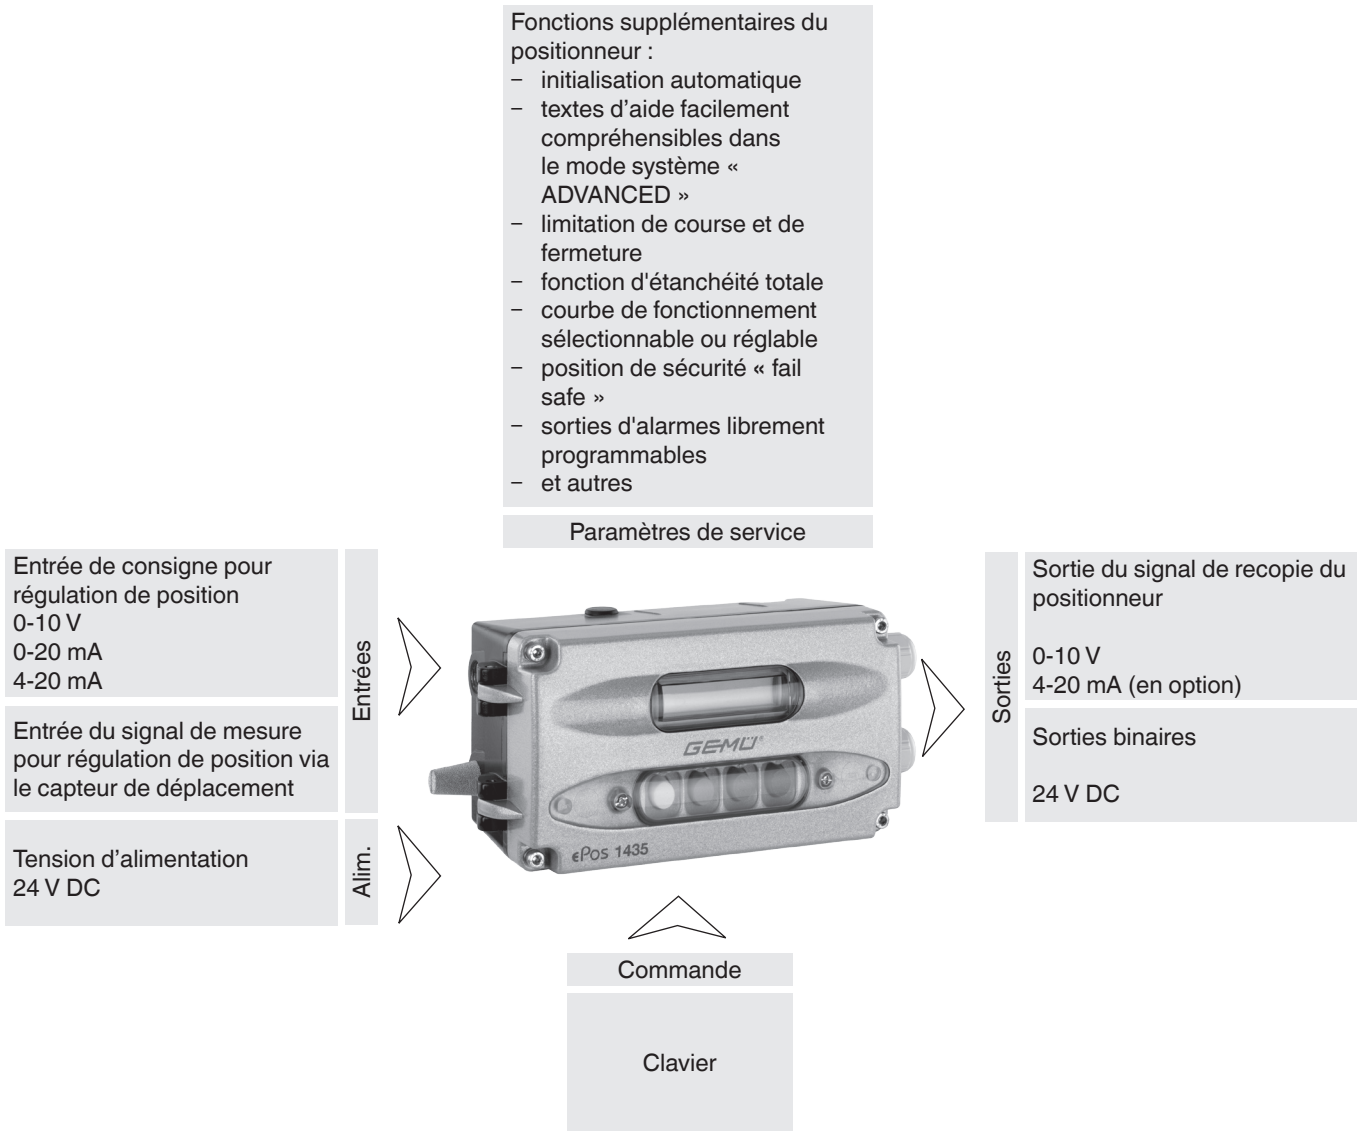 Fonctions supplémentaires du
positionneur :
– initialisation automatique
– textes d’aide facilement
compréhensibles dans
le mode système «
ADVANCED »
– limitation de course et de
fermeture
– fonction d'étanchéité totale
– courbe de fonctionnement
sélectionnable ou réglable
– position de sécurité « fail
safe »
– sorties d'alarmes librement
programmables
– et autres
Paramètres de service
Entrée de consigne pour
régulation de position
0-10 V
0-20 mA
4-20 mA
Entrée du signal de mesure
pour régulation de position via
le capteur de déplacement
Entrées
Tension d’alimentation
24 V DC
Alim.
GEMÜ®
ePos 1435
Sorties
Sortie du signal de recopie du
positionneur
0-10 V
4-20 mA (en option)
Sorties binaires
24 V DC
Commande
Clavier